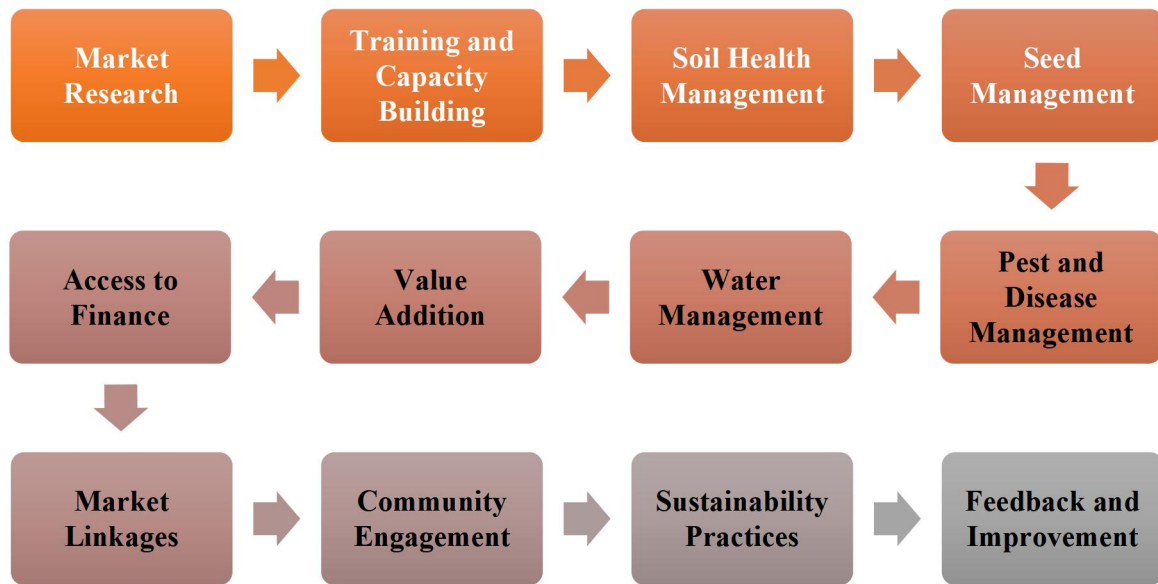 Market
Research
Training and
Capacity
Building
Soil Health
Management
Seed
Management
Pest and
Disease
Management
Water
Management
Value
Addition
Access to
Finance
Market
Linkages
Community
Engagement
Sustainability
Practices
Feedback and
Improvement